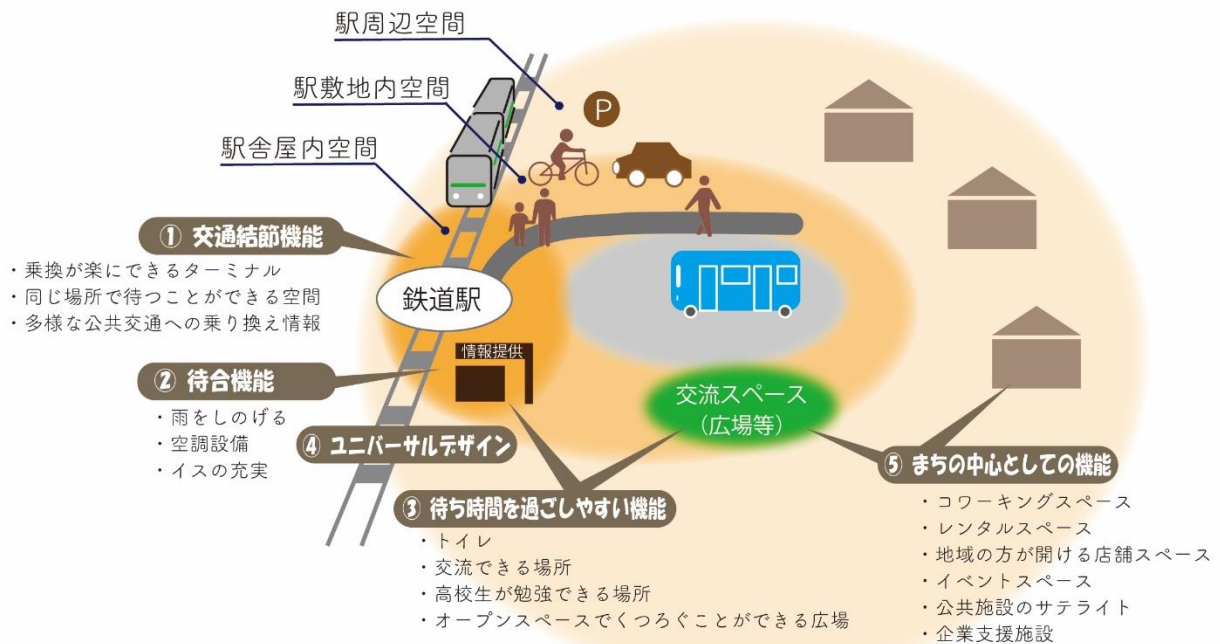 駅周辺空間
駅敷地内空間
駅舎屋内空間
P
① 交通結節機能
・乗換が楽にできるターミナル
・同じ場所で待つことができる空間
・多様な公共交通への乗り換え情報
鉄道駅
情報提供
② 待合機能
・雨をしのげる
・空調設備
・イスの充実
④ ユニバーサルデザイン
交流スペース
（広場等）
③ 待ち時間を過ごしやすい機能
・トイレ
・交流できる場所
・高校生が勉強できる場所
・オープンスペースでくつろぐことができる広場
⑤ まちの中心としての機能
・コワーキングスペース
・レンタルスペース
・地域の方が開ける店舗スペース
・イベントスペース
・公共施設のサテライト
・企業支援施設